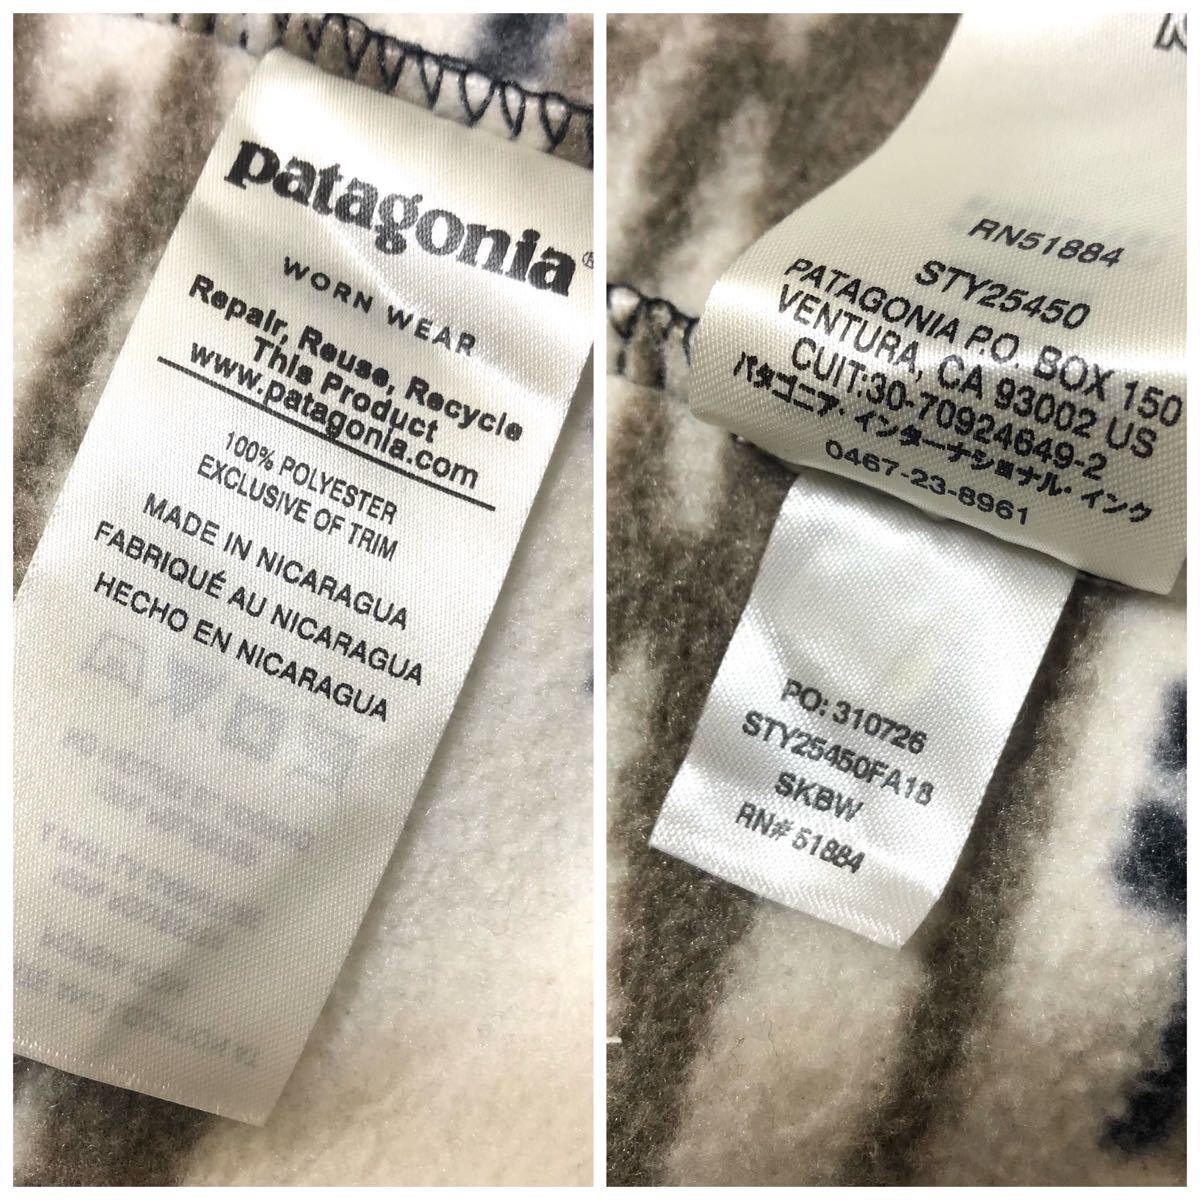 patagonia®
WORN WEAR
Repair, Reuse, Recycle
This Product
www.patagonia.com
100% POLYESTER
EXCLUSIVE OF TRIM
MADE IN NICARAGUA
FABRIQUÉ AU NICARAGUA
HECHO EN NICARAGUA
RN51884
STY25450
PATAGONIA P.O. BOX 150
VENTURA, CA 93002 US
CUIT:30-70924649-2
パタゴニア・インターナショナル・インク
0467-23-8961
PO: 310726
STY25450FA18
SKBW
RN# 51884